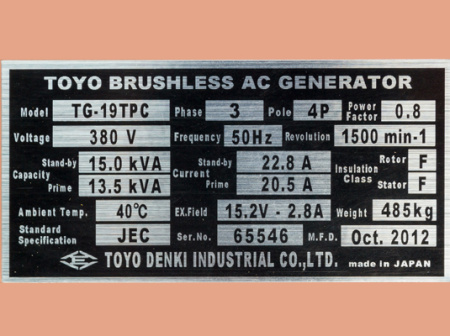 TOYO BRUSHLESS AC GENERATOR
Model TG-19TPC Phase 3 Pole 4P Power Factor 0.8
Voltage 380 V Frequency 50Hz Revolution 1500 min-1
Capacity Stand-by 15.0 kVA Current Stand-by 22.8 A Insulation Class Rotor F
Prime 13.5 kVA Prime 20.5 A Stator F
Ambient Temp. 40℃ EX.Field 15.2V - 2.8A Weight 485kg
Standard Specification JEC Ser.No. 65546 M.F.D. Oct. 2012
TOYO DENKI INDUSTRIAL CO.,LTD. made in JAPAN